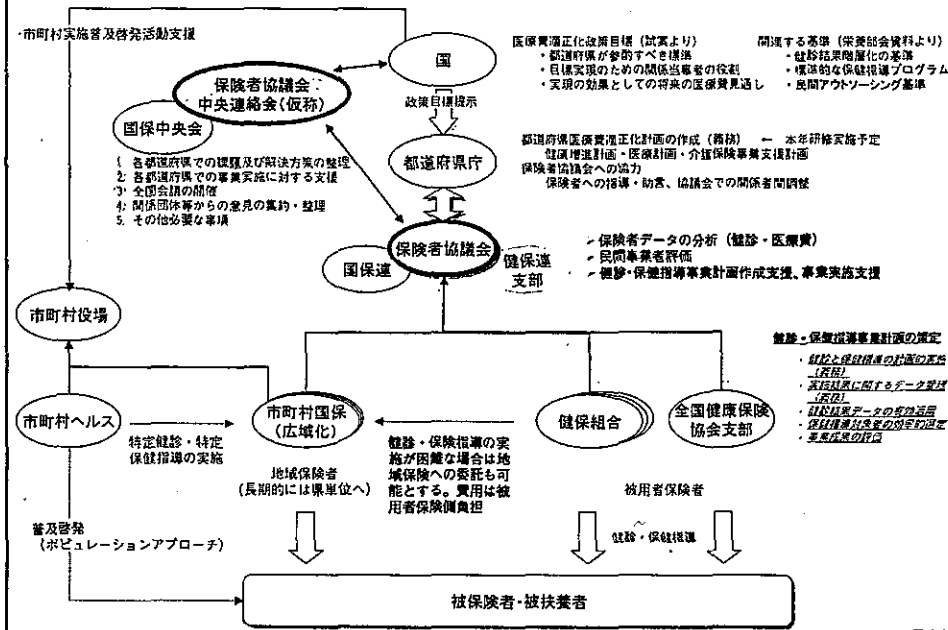 ・市町村実施普及啓発活動支援
国
医療費適正化政策目標（試案より）
・都道府県が参酌すべき標準
・目標実現のための関係当事者の役割
・実現の効果としての将来の医療費見通し
関連する基準（栄養部会資料より）
・健診結果階層化の基準
・標準的な保健指導プログラム
・民間アウトソーシング基準
保険者協議会
中央連絡会(仮称)
国保中央会
政策目標提示
1. 各都道府県での課題及び解決方策の整理
2. 各都道府県での事業実施に対する支援
3. 全国会議の開催
4. 関係団体等からの意見の集約・整理
5. その他必要な事項
都道府県庁
都道府県医療費適正化計画の作成（義務） ← 本年研修実施予定
健康増進計画・医療計画・介護保険事業支援計画
保険者協議会への協力
保険者への指導・助言、協議会での関係者間調整
保険者協議会
国保連
健保連
支部
➢ 保険者データの分析（健診・医療費）
➢ 民間事業者評価
➢ 健診・保健指導事業計画作成支援、事業実施支援
市町村役場
健診・保健指導事業計画の策定
・健診と保健指導の計画的実施
（義務）
・実施結果に関するデータ管理
（義務）
・健診結果データの有効活用
・保健指導対象者の効率的選定
・事業成果の評価
市町村ヘルス
特定健診・特定
保健指導の実施
市町村国保
(広域化)
地域保険者
(長期的には県単位へ)
健診・保険指導の実
施が困難な場合は地
域保険への委託も可
能とする。費用は被
用者保険側負担
健保組合
全国健康保険
協会支部
被用者保険者
普及啓発
(ポピュレーションアプローチ)
～
健診・保健指導
被保険者・被扶養者